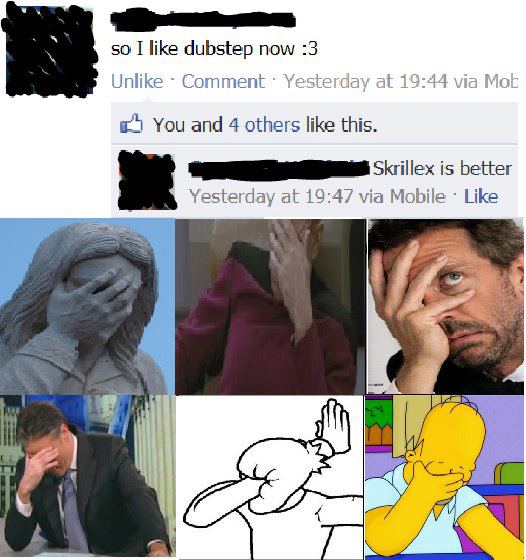 so I like dubstep now :3
Unlike · Comment · Yesterday at 19:44 via Mob
You and 4 others like this.
Skrillex is better
Yesterday at 19:47 via Mobile · Like